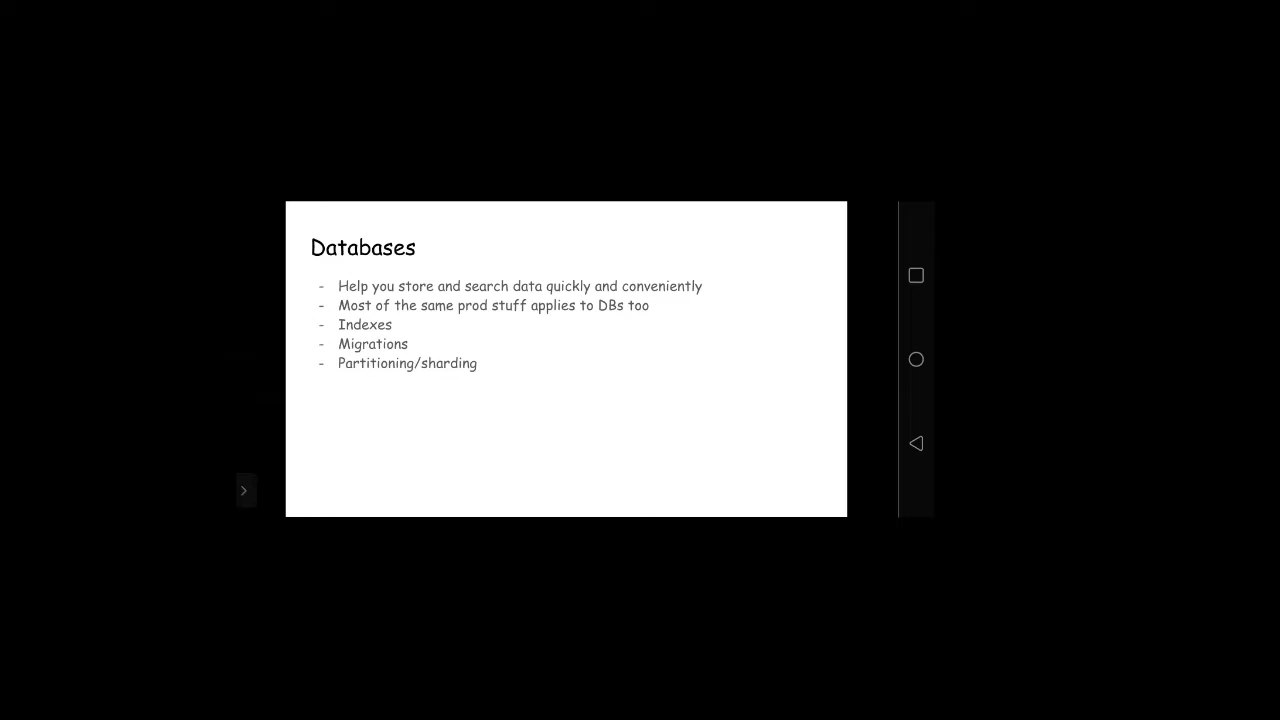 Databases
- Help you store and search data quickly and conveniently
- Most of the same prod stuff applies to DBs too
- Indexes
- Migrations
- Partitioning/sharding